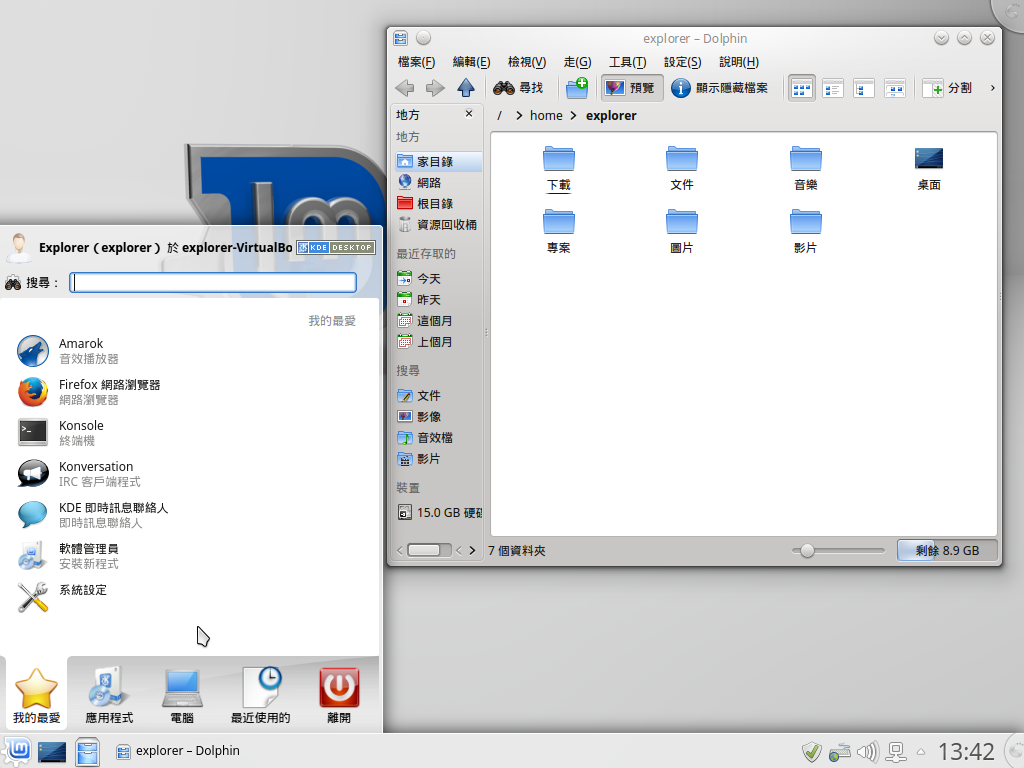 explorer – Dolphin
檔案(F) 編輯(E) 檢視(V) 走(G) 工具(T) 設定(S) 說明(H)
尋找 預覽 顯示隱藏檔案 分割
地方
/ > home > explorer
地方
家目錄
網路
根目錄
資源回收桶
最近存取的
今天
昨天
這個月
上個月
搜尋
文件
影像
音效檔
影片
裝置
15.0 GB 硬
下載 文件 音樂 桌面
專案 圖片 影片
7 個資料夾
剩餘 8.9 GB
Explorer ( explorer ) 於 explorer-VirtualBo
KDE DESKTOP
搜尋：
我的最愛
Amarok
音效播放器
Firefox 網路瀏覽器
網路瀏覽器
Konsole
終端機
Konversation
IRC 客戶端程式
KDE 即時訊息聯絡人
即時訊息聯絡人
軟體管理員
安裝新程式
系統設定
我的最愛 應用程式 電腦 最近使用的 離開
explorer – Dolphin
13:42